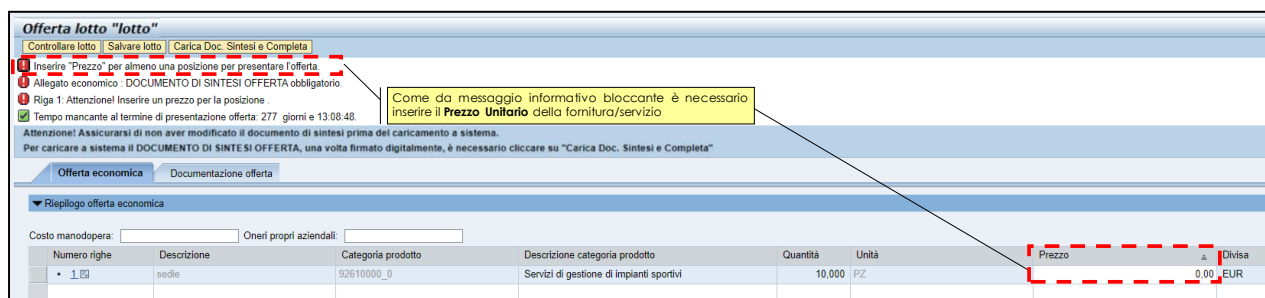 Offerta lotto "lotto"
Controllare lotto Salvare lotto Carica Doc. Sintesi e Completa
Inserire "Prezzo" per almeno una posizione per presentare l'offerta.
Allegato economico : DOCUMENTO DI SINTESI OFFERTA obbligatorio.
Riga 1: Attenzione! Inserire un prezzo per la posizione .
Tempo mancante al termine di presentazione offerta: 277 giorni e 13:08:48.
Come da messaggio informativo bloccante è necessario
inserire il Prezzo Unitario della fornitura/servizio
Attenzione! Assicurarsi di non aver modificato il documento di sintesi prima del caricamento a sistema.
Per caricare a sistema il DOCUMENTO DI SINTESI OFFERTA, una volta firmato digitalmente, è necessario cliccare su "Carica Doc. Sintesi e Completa"
Offerta economica Documentazione offerta
Riepilogo offerta economica
Costo manodopera: Oneri propri aziendali:
Numero righe Descrizione Categoria prodotto Descrizione categoria prodotto Quantità Unità Prezzo Divisa
• 1 sedie 92610000_0 Servizi di gestione di impianti sportivi 10,000 PZ 0,00 EUR